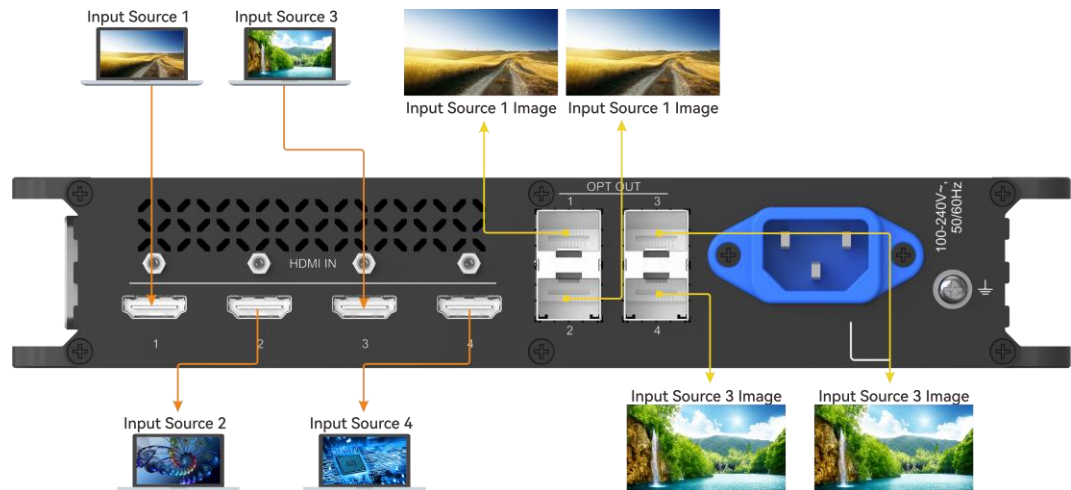 Input Source 1
Input Source 3
Input Source 1 Image
Input Source 1 Image
OPT OUT
1
3
HDMI IN
100-240V~,
50/60Hz
1
2
3
4
2
4
Input Source 2
Input Source 4
Input Source 3 Image
Input Source 3 Image